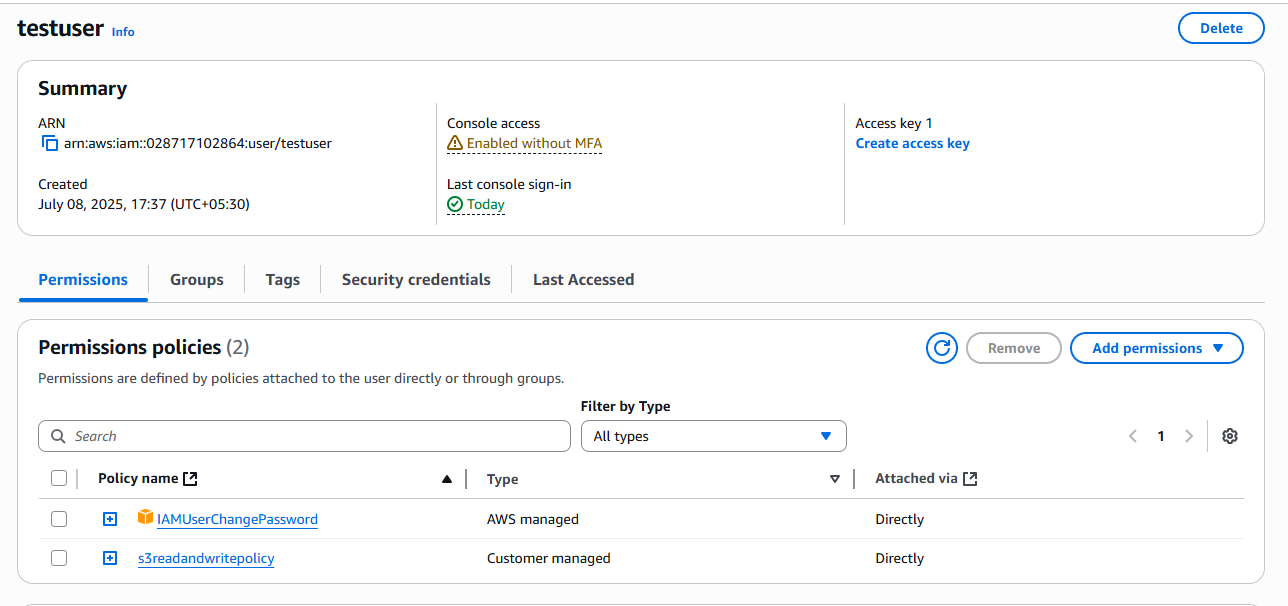 testuser Info
Delete
Summary
ARN
arn:aws:iam::028717102864:user/testuser
Created
July 08, 2025, 17:37 (UTC+05:30)
Console access
Enabled without MFA
Last console sign-in
Today
Access key 1
Create access key
Permissions Groups Tags Security credentials Last Accessed
Permissions policies (2)
Remove
Add permissions
Permissions are defined by policies attached to the user directly or through groups.
Filter by Type
Search
All types
1
Policy name Type Attached via
IAMUserChangePassword AWS managed Directly
s3readandwritepolicy Customer managed Directly